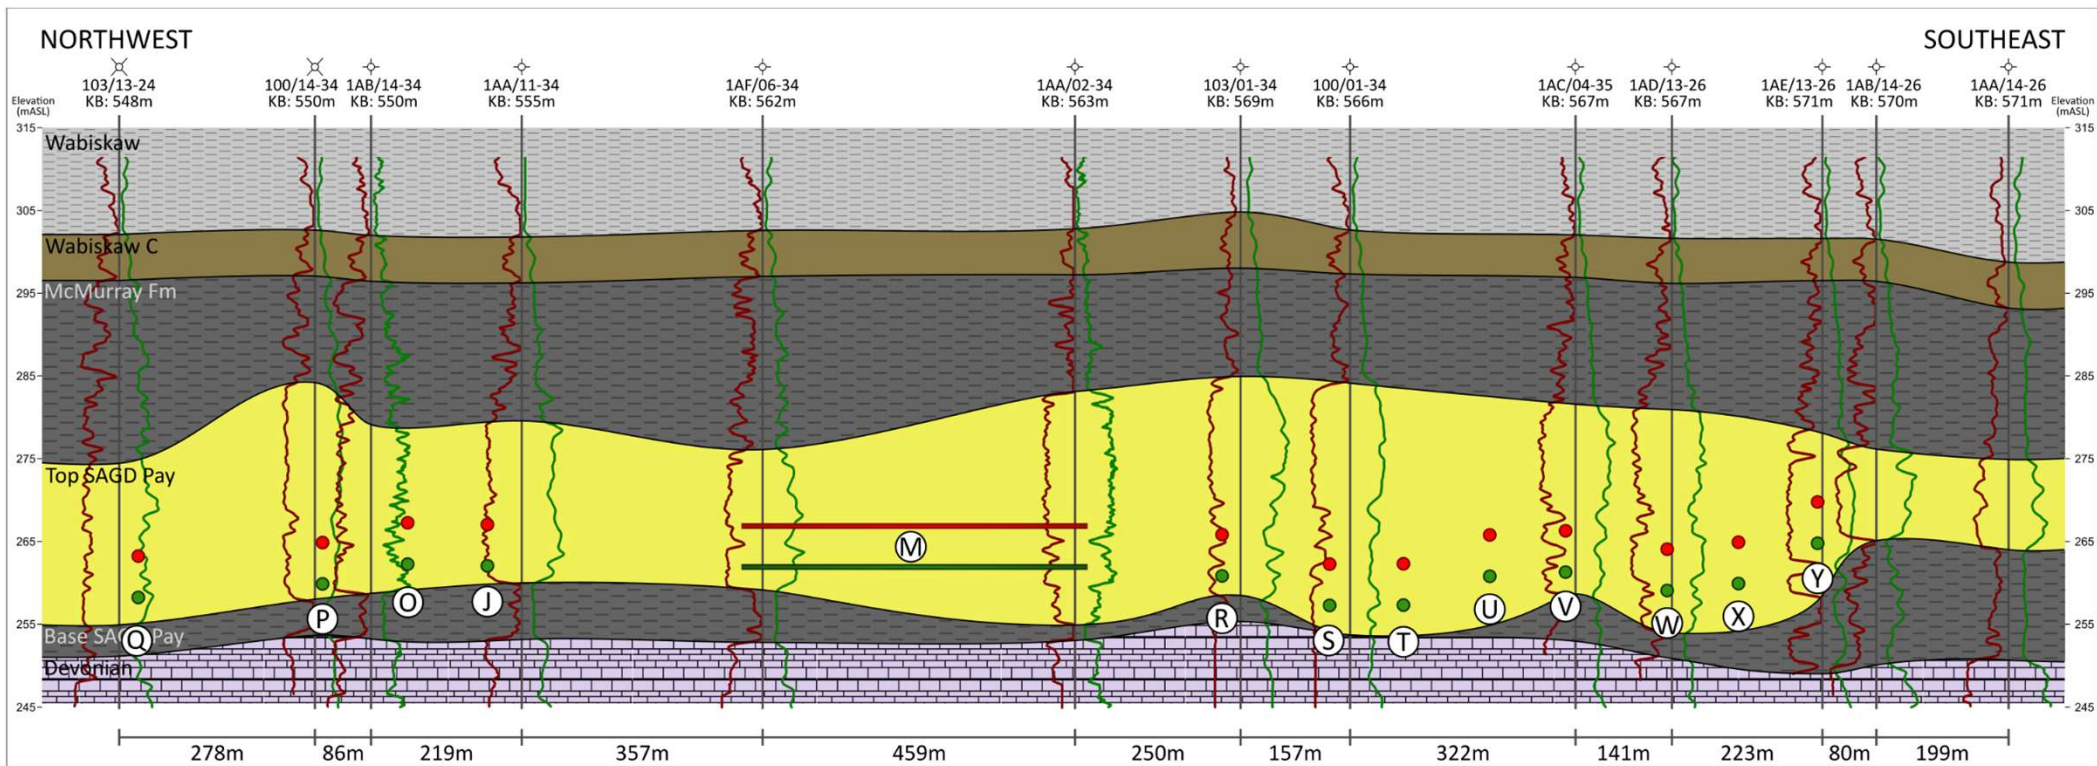 NORTHWEST SOUTHEAST
103/13-24 100/14-34 1AB/14-34 1AA/11-34 1AF/06-34 1AA/02-34 103/01-34 100/01-34 1AC/04-35 1AD/13-26 1AE/13-26 1AB/14-26 1AA/14-26
Elevation KB: 548m KB: 550m KB: 550m KB: 555m KB: 562m KB: 563m KB: 569m KB: 566m KB: 567m KB: 567m KB: 571m KB: 570m KB: 571m Elevation
(mASL) (mASL)
315 315
Wabiskaw
305 305
Wabiskaw C
295 295
McMurray Fm
285 285
275 275
Top SAGD Pay
265 265
M
Y
O J U V
P R W X
255 255
Base SAGD Pay
Q S T
Devonian
245 245
278m 86m 219m 357m 459m 250m 157m 322m 141m 223m 80m 199m